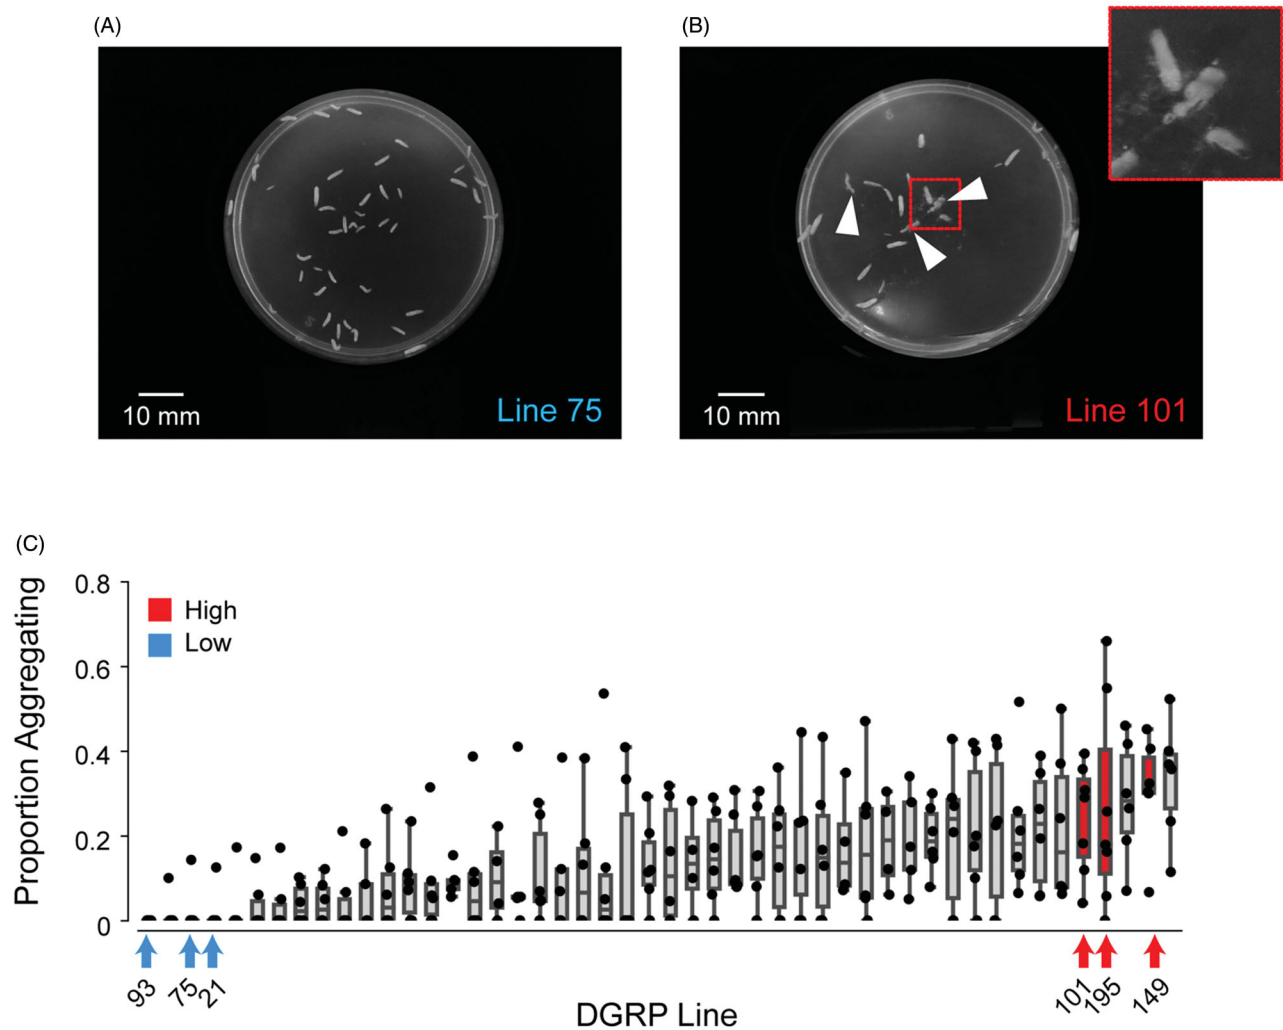 (A)
(B)
10 mm
Line 75
10 mm
Line 101
(C)
Proportion Aggregating
0.8
0.6
0.4
0.2
0
High
Low
93
75
21
101
195
149
DGRP Line